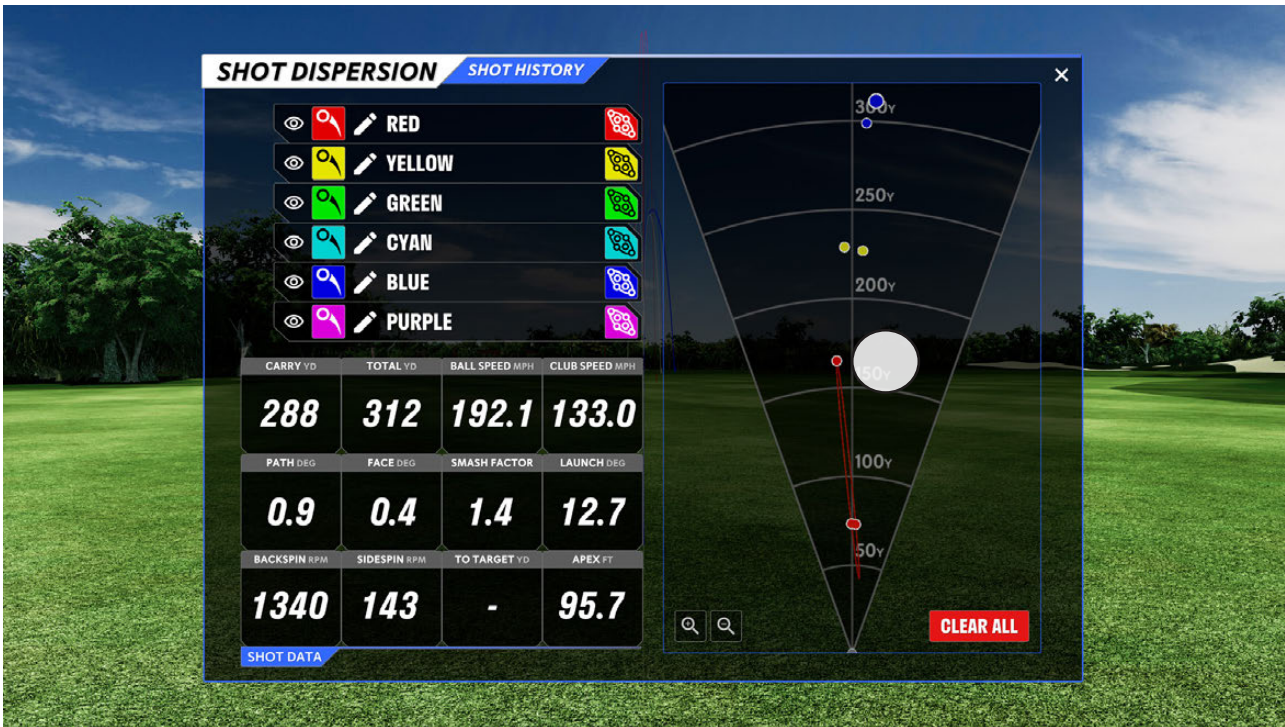 SHOT DISPERSION SHOT HISTORY
RED
YELLOW
GREEN
CYAN
BLUE
PURPLE
CARRY YD TOTAL YD BALL SPEED MPH CLUB SPEED MPH
288 312 192.1 133.0
PATH DEG FACE DEG SMASH FACTOR LAUNCH DEG
0.9 0.4 1.4 12.7
BACKSPIN RPM SIDESPIN RPM TO TARGET YD APEX FT
1340 143 - 95.7
SHOT DATA
300Y
250Y
200Y
150Y
100Y
50Y
CLEAR ALL